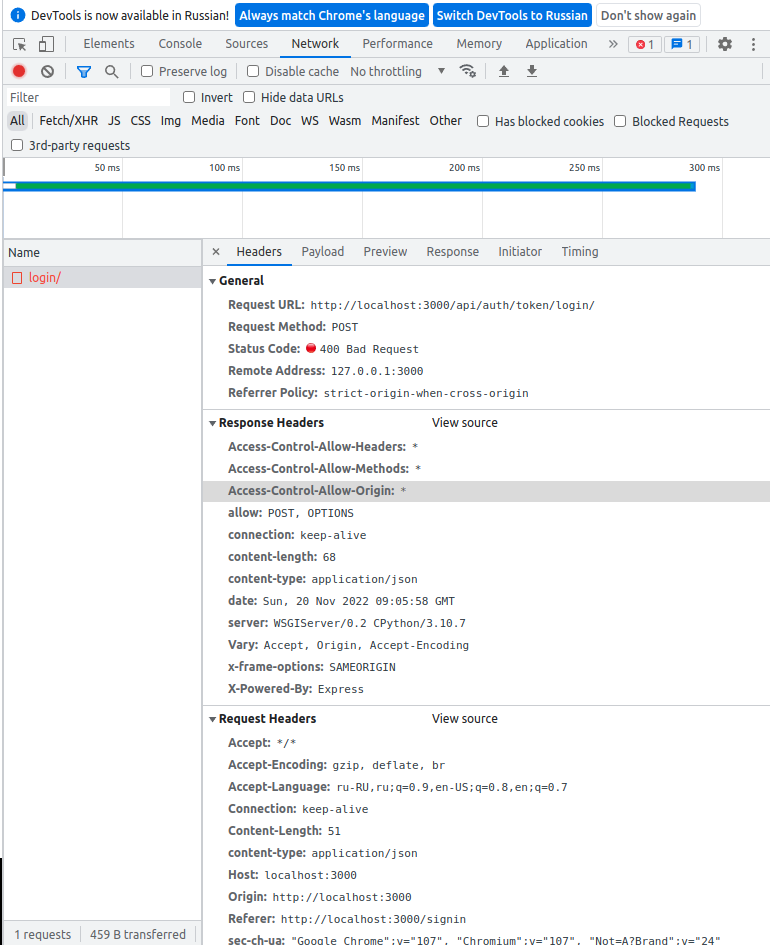 DevTools is now available in Russian! Always match Chrome's language Switch DevTools to Russian Don't show again
Elements Console Sources Network Performance Memory Application » 1 1
Preserve log Disable cache No throttling
Filter Invert Hide data URLs
All Fetch/XHR JS CSS Img Media Font Doc WS Wasm Manifest Other Has blocked cookies Blocked Requests
3rd-party requests
50 ms 100 ms 150 ms 200 ms 250 ms 300 ms
Name × Headers Payload Preview Response Initiator Timing
login/
General
Request URL: http://localhost:3000/api/auth/token/login/
Request Method: POST
Status Code: 400 Bad Request
Remote Address: 127.0.0.1:3000
Referrer Policy: strict-origin-when-cross-origin
Response Headers View source
Access-Control-Allow-Headers: *
Access-Control-Allow-Methods: *
Access-Control-Allow-Origin: *
allow: POST, OPTIONS
connection: keep-alive
content-length: 68
content-type: application/json
date: Sun, 20 Nov 2022 09:05:58 GMT
server: WSGIServer/0.2 CPython/3.10.7
Vary: Accept, Origin, Accept-Encoding
x-frame-options: SAMEORIGIN
X-Powered-By: Express
Request Headers View source
Accept: */*
Accept-Encoding: gzip, deflate, br
Accept-Language: ru-RU,ru;q=0.9,en-US;q=0.8,en;q=0.7
Connection: keep-alive
Content-Length: 51
content-type: application/json
Host: localhost:3000
Origin: http://localhost:3000
Referer: http://localhost:3000/signin
sec-ch-ua: "Google Chrome";v="107", "Chromium";v="107", "Not=A?Brand";v="24"
1 requests 459 B transferred